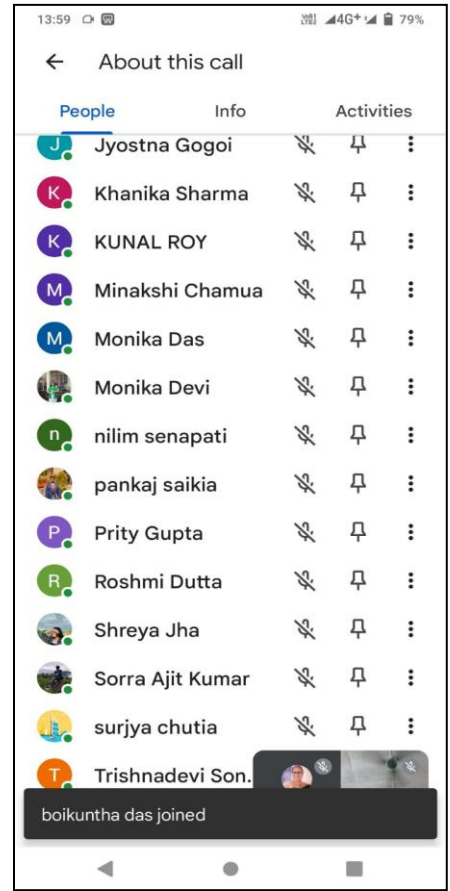 13:59 4G+ 79%
About this call
People Info Activities
J Jyostna Gogoi
K Khanika Sharma
K KUNAL ROY
M Minakshi Chamua
M Monika Das
Monika Devi
n nilim senapati
pankaj saikia
P Prity Gupta
R Roshmi Dutta
Shreya Jha
Sorra Ajit Kumar
surjya chutia
T Trishnadevi Son.
boikuntha das joined